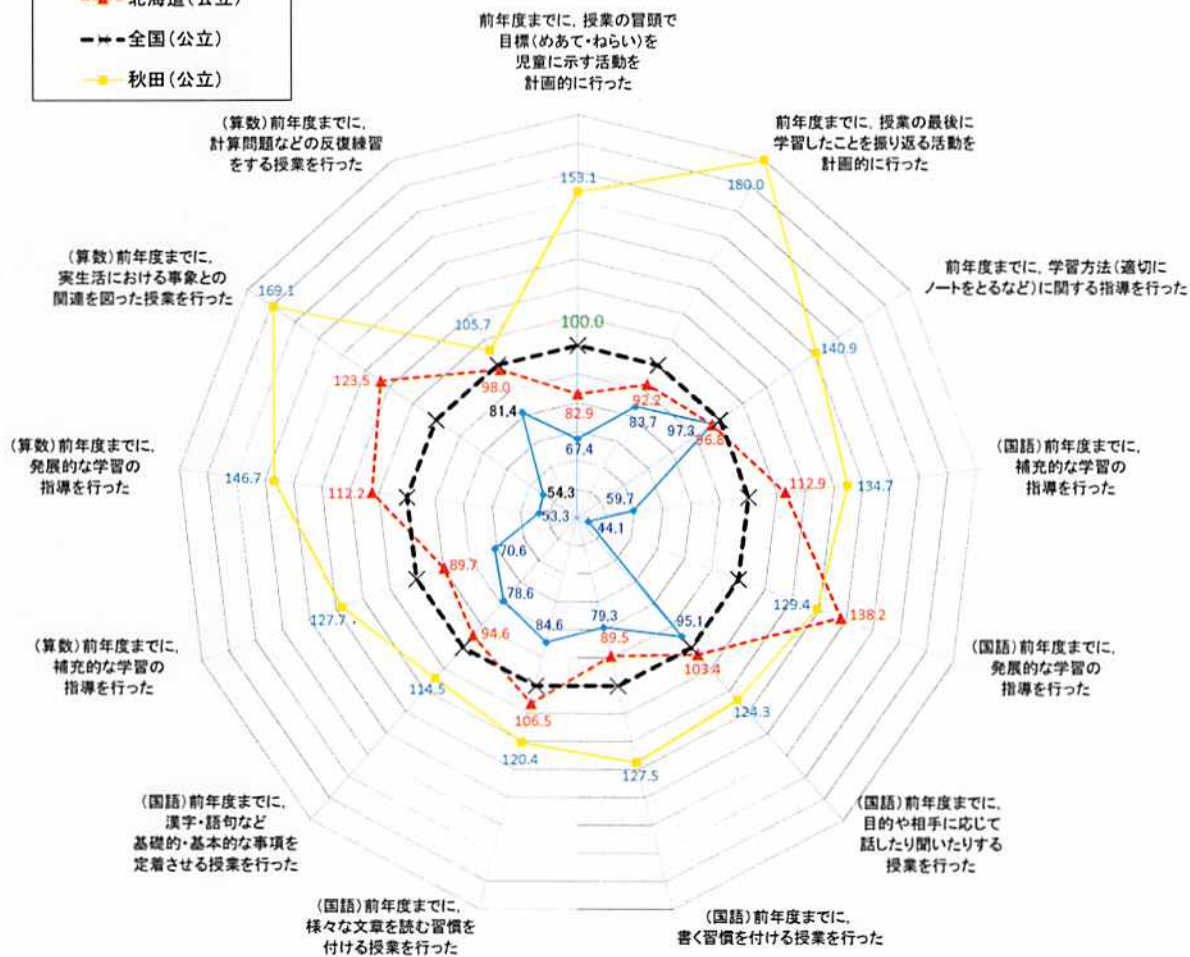 北海道(公立)
全国(公立)
秋田(公立)
前年度までに,授業の冒頭で
目標(めあて・ねらい)を
児童に示す活動を
計画的に行った
(算数)前年度までに,
計算問題などの反復練習
をする授業を行った
前年度までに,授業の最後に
学習したことを振り返る活動を
計画的に行った
153.1
180.0
(算数)前年度までに,
実生活における事象との
関連を図った授業を行った
前年度までに,学習方法(適切に
ノートをとるなど)に関する指導を行った
169.1
105.7
100.0
140.9
123.5
98.0
81.4
82.9
92.2
83.7
97.3
96.8
67.4
(算数)前年度までに,
発展的な学習の
指導を行った
(国語)前年度までに,
補充的な学習の
指導を行った
146.7
112.2
54.3
53.3
59.7
44.1
112.9
134.7
70.6
89.7
78.6
94.6
84.6
79.3
89.5
95.1
103.4
129.4
138.2
127.7
(算数)前年度までに,
補充的な学習の
指導を行った
(国語)前年度までに,
発展的な学習の
指導を行った
114.5
106.5
124.3
120.4
127.5
(国語)前年度までに,
漢字・語句など
基礎的・基本的な事項を
定着させる授業を行った
(国語)前年度までに,
目的や相手に応じて
話したり聞いたりする
授業を行った
(国語)前年度までに,
様々な文章を読む習慣を
付ける授業を行った
(国語)前年度までに,
書く習慣を付ける授業を行った